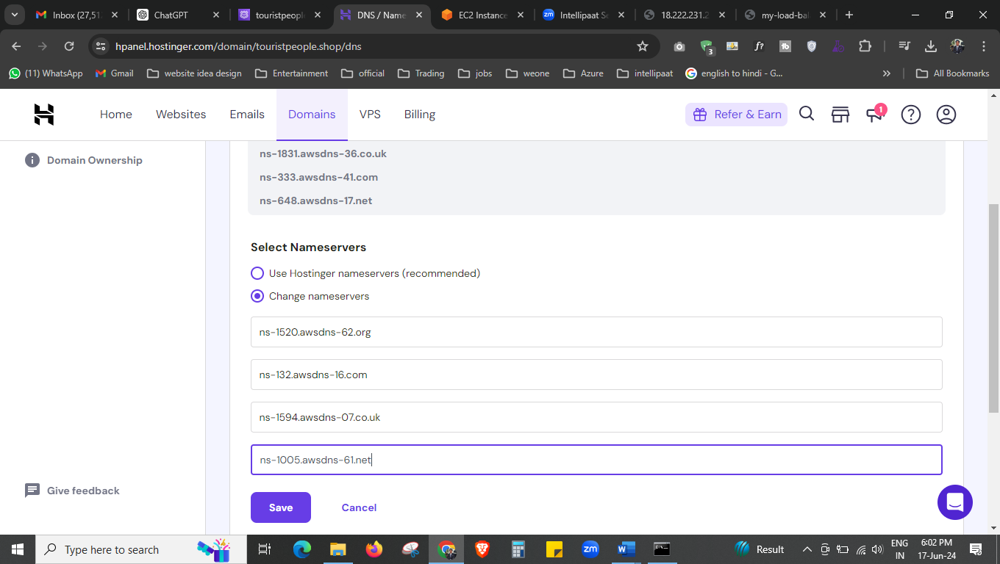 Inbox (27,51
ChatGPT
touristpeopl
DNS / Name
EC2 Instance
zm
Intellipaat Se
18.222.231.2
my-load-bal
hpanel.hostinger.com/domain/touristpeople.shop/dns
3
f?
tb
(11) WhatsApp
Gmail
website idea design
Entertainment
official
Trading
jobs
weone
Azure
intellipaat
english to hindi - G...
All Bookmarks
Home
Websites
Emails
Domains
VPS
Billing
Refer & Earn
1
Domain Ownership
ns-1831.awsdns-36.co.uk
ns-333.awsdns-41.com
ns-648.awsdns-17.net
Select Nameservers
Use Hostinger nameservers (recommended)
Change nameservers
ns-1520.awsdns-62.org
ns-132.awsdns-16.com
ns-1594.awsdns-07.co.uk
ns-1005.awsdns-61.net
Give feedback
Save
Cancel
Type here to search
zm
Result
ENG
IN
6:02 PM
17-Jun-24